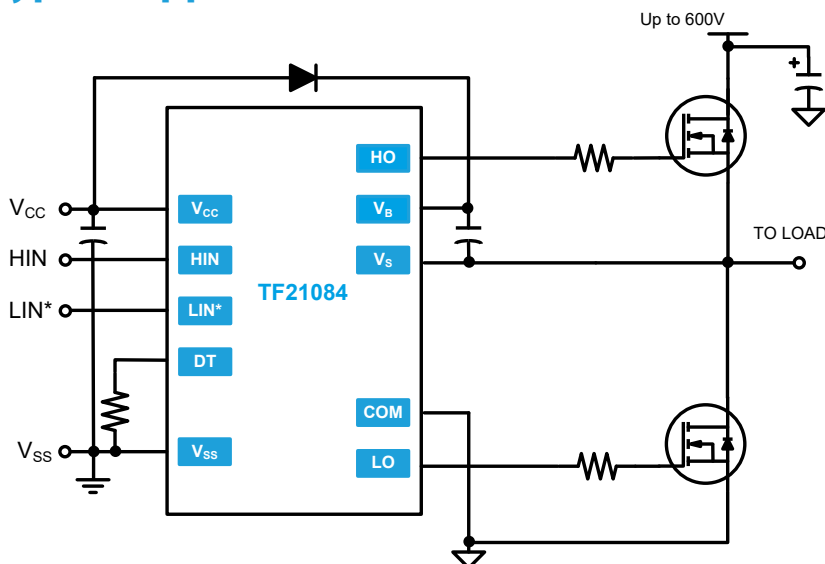 Up to 600V
+
HO
VCC
VCC
VB
TO LOAD
HIN
HIN
VS
TF21084
LIN*
LIN*
DT
COM
VSS
VSS
LO